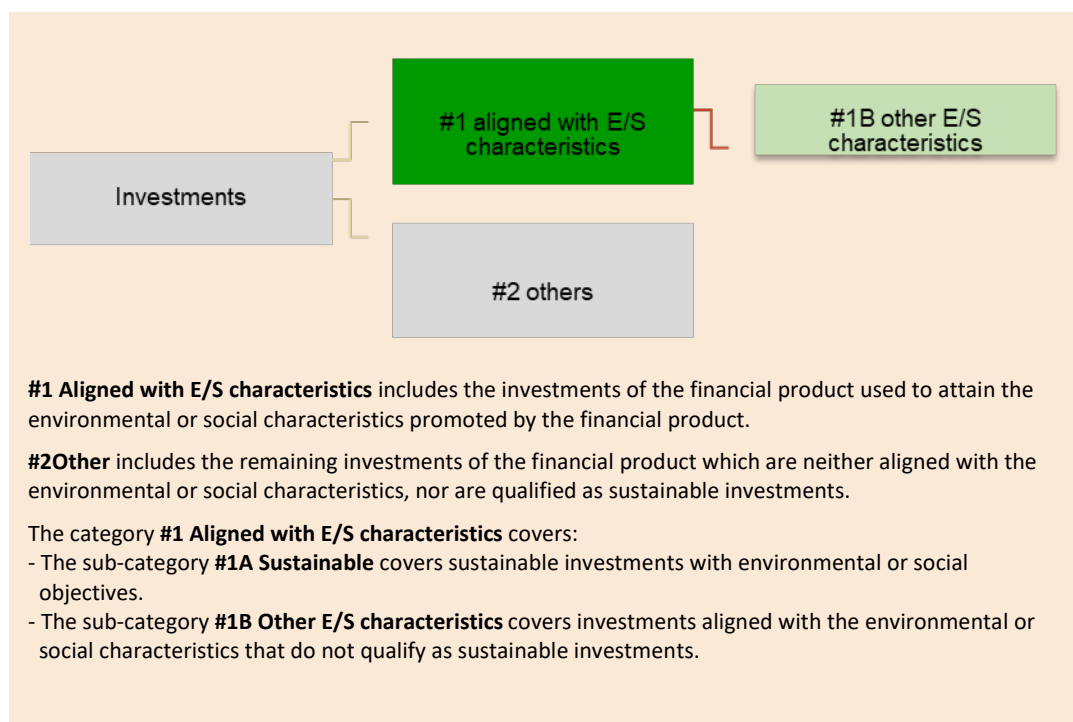 #1 aligned with E/S
characteristics
#1B other E/S
characteristics
Investments
#2 others
#1 Aligned with E/S characteristics includes the investments of the financial product used to attain the
environmental or social characteristics promoted by the financial product.
#2Other includes the remaining investments of the financial product which are neither aligned with the
environmental or social characteristics, nor are qualified as sustainable investments.
The category #1 Aligned with E/S characteristics covers:
- The sub-category #1A Sustainable covers sustainable investments with environmental or social
objectives.
- The sub-category #1B Other E/S characteristics covers investments aligned with the environmental or
social characteristics that do not qualify as sustainable investments.